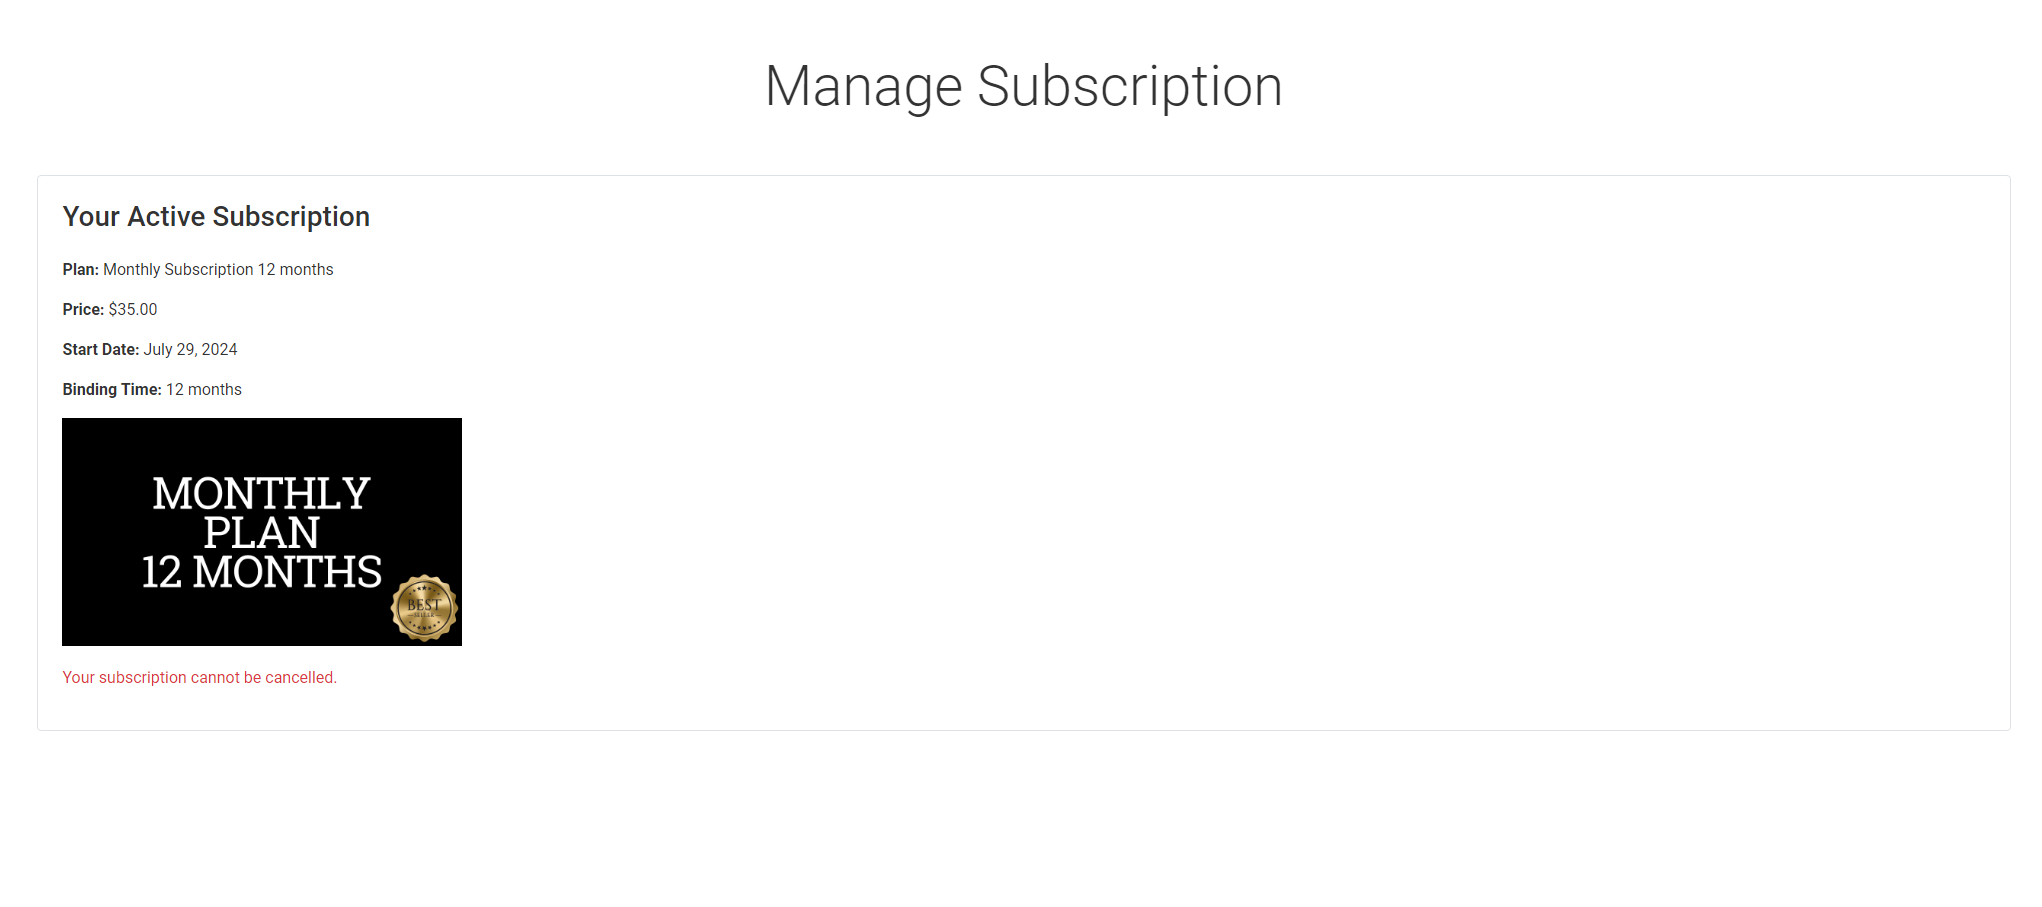 Manage Subscription
Your Active Subscription
Plan: Monthly Subscription 12 months
Price: $35.00
Start Date: July 29, 2024
Binding Time: 12 months
MONTHLY
PLAN
12 MONTHS
BEST
SELLER
Your subscription cannot be cancelled.